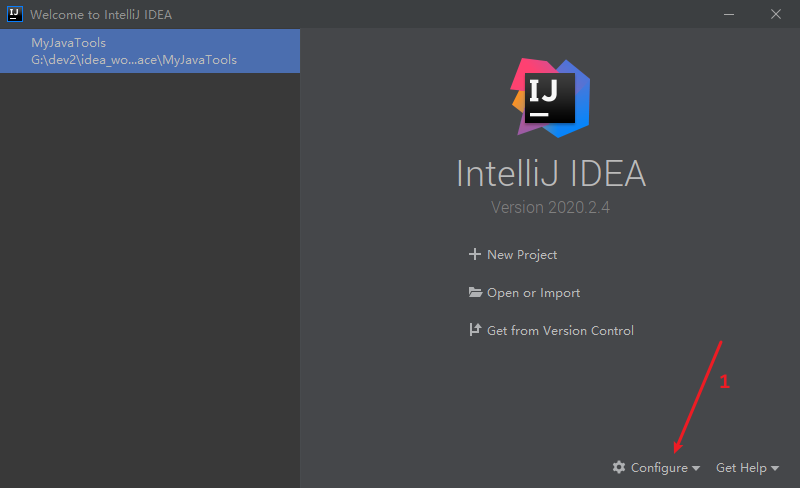 Welcome to IntelliJ IDEA
MyJavaTools
G:\dev2\idea_wo...ace\MyJavaTools
IJ
IntelliJ IDEA
Version 2020.2.4
New Project
Open or Import
Get from Version Control
1
Configure
Get Help